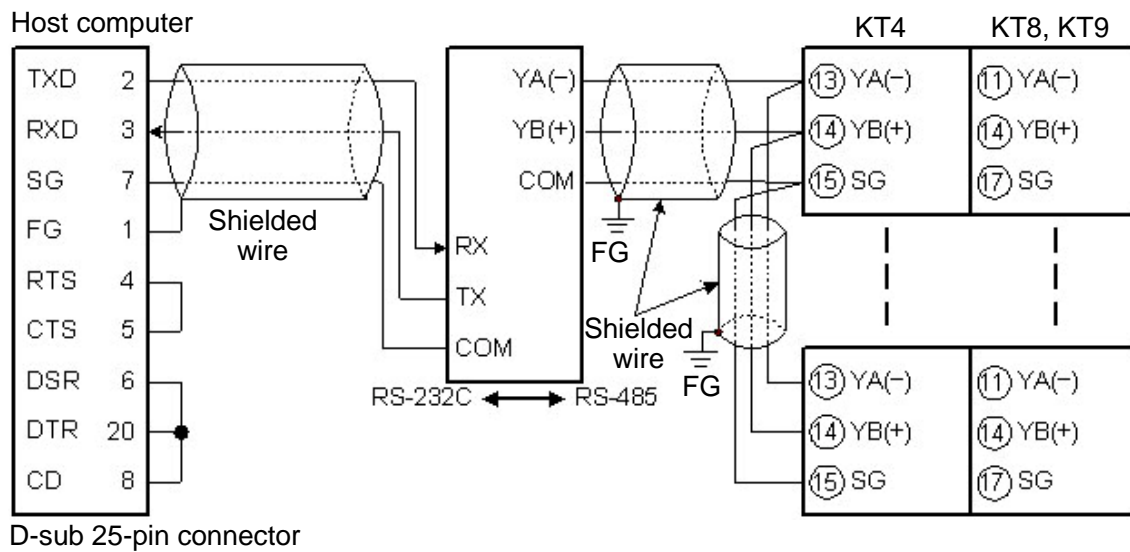 Host computer
KT4 KT8, KT9
TXD 2
RXD 3
SG 7
FG 1
RTS 4
CTS 5
DSR 6
DTR 20
CD 8
D-sub 25-pin connector
Shielded
wire
YA(−)
YB(+)
COM
RX
TX
COM
RS-232C RS-485
FG
Shielded
wire
FG
13 YA(−) 11 YA(−)
14 YB(+) 14 YB(+)
15 SG 17 SG
13 YA(−) 11 YA(−)
14 YB(+) 14 YB(+)
15 SG 17 SG